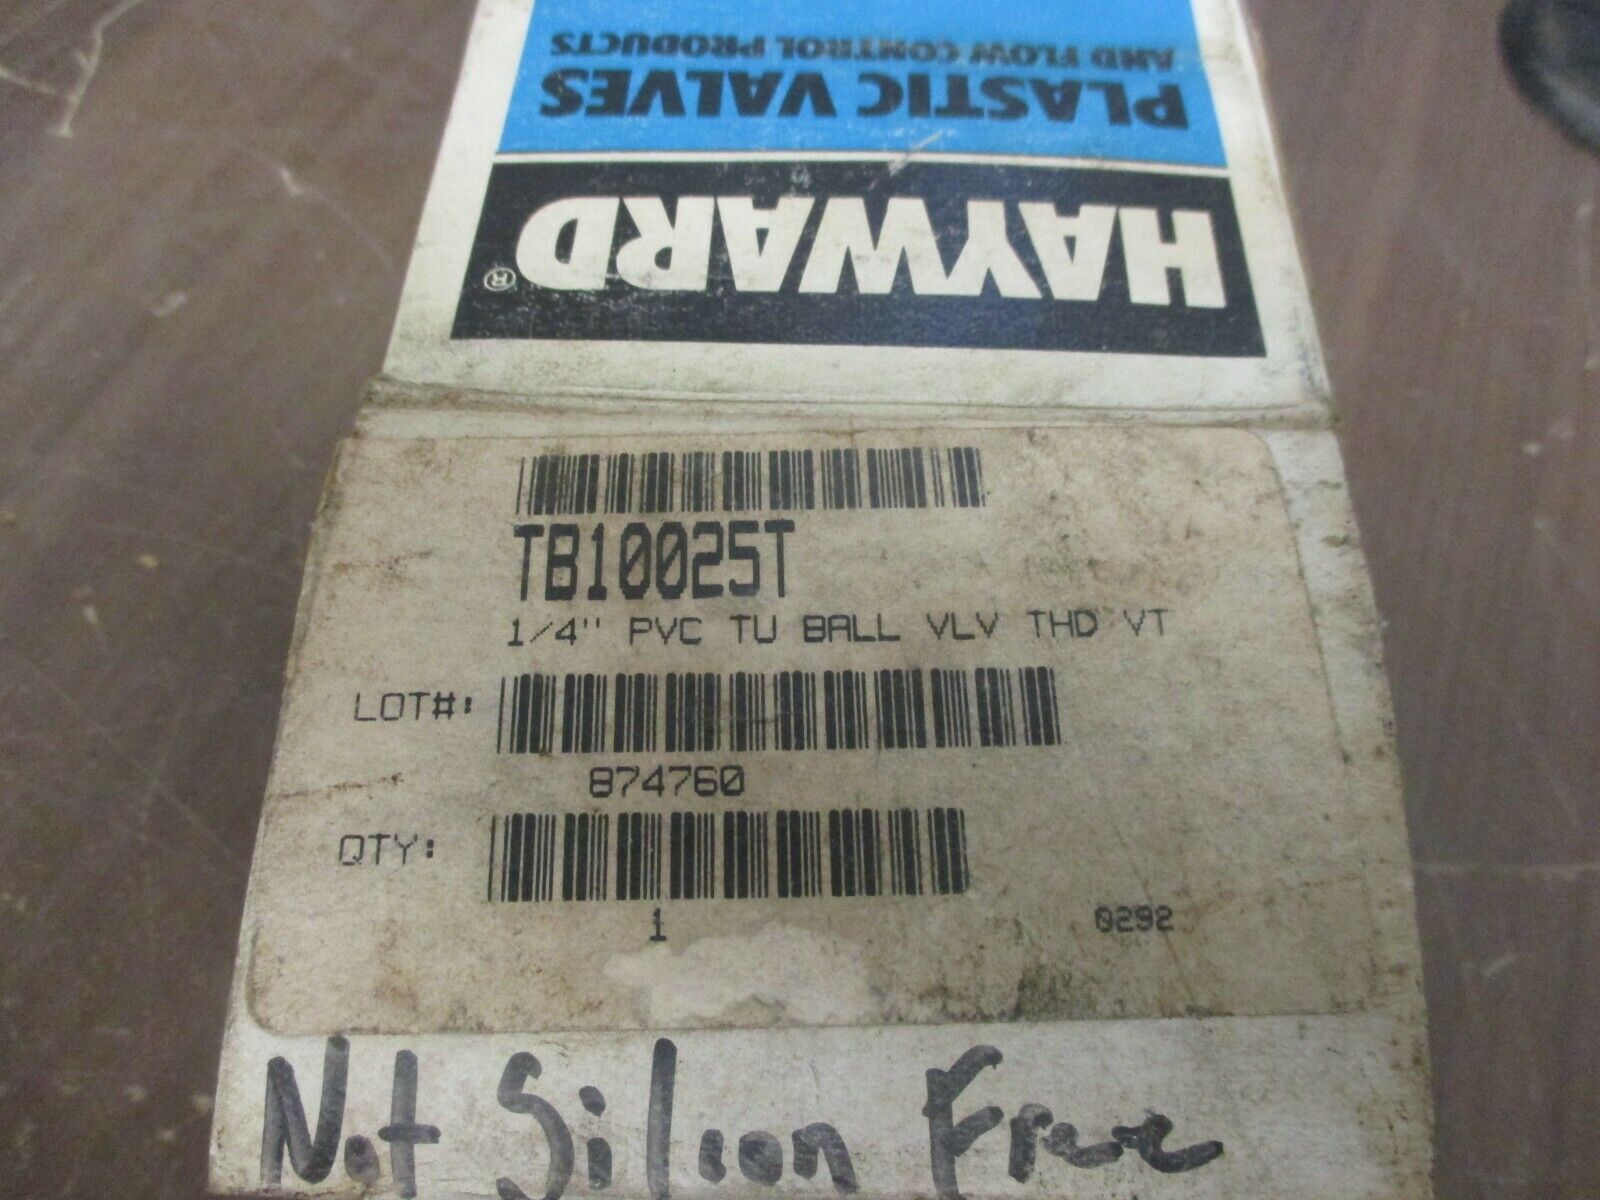 PLASTIC VALVES
AND FLOW CONTROL PRODUCTS
HAYWARD®
TB10025T
1/4" PVC TU BALL VLV THD VT
LOT#:
874760
QTY:
1
0292
Not Silicon Free